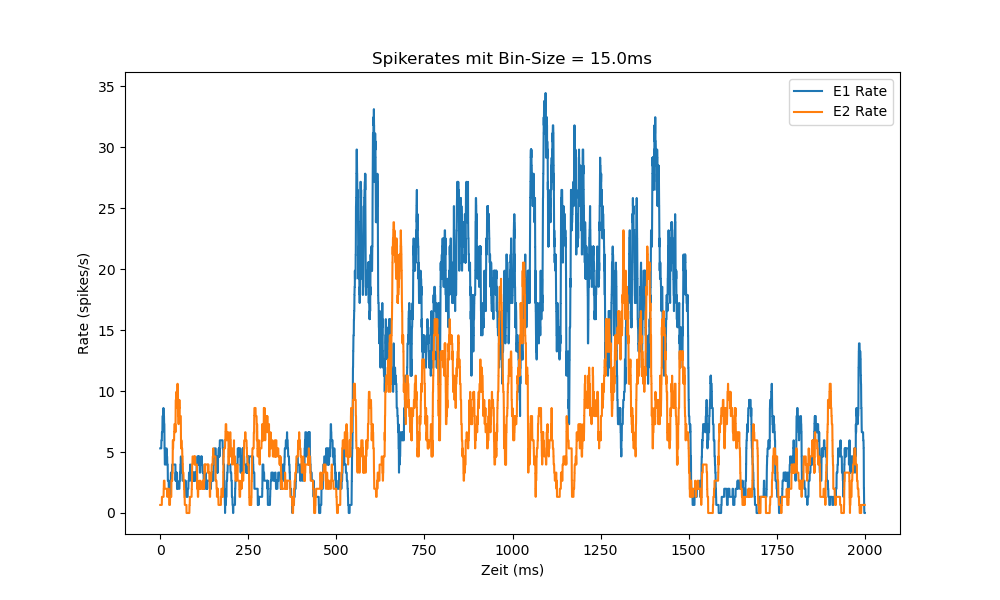 Spikerates mit Bin-Size = 15.0ms
E1 Rate
E2 Rate
Rate (spikes/s)
35
30
25
20
15
10
5
0
0 250 500 750 1000 1250 1500 1750 2000
Zeit (ms)